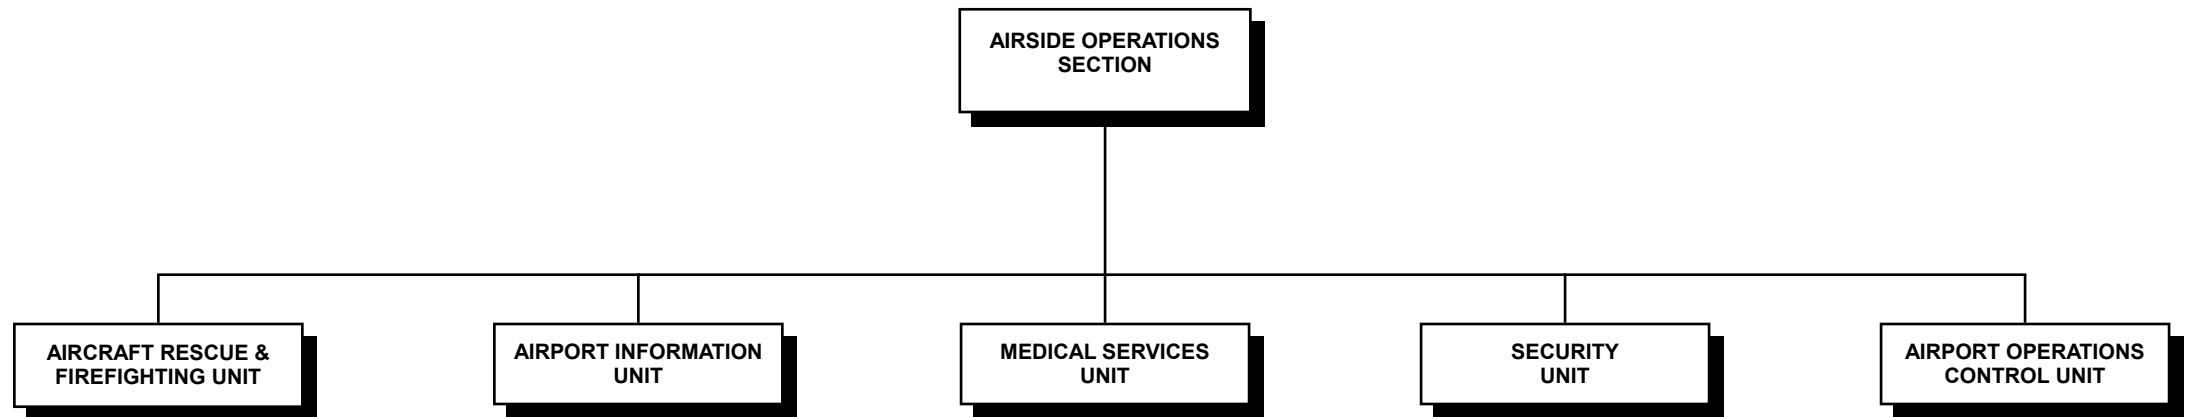 AIRSIDE OPERATIONS
SECTION
AIRCRAFT RESCUE &
FIREFIGHTING UNIT
AIRPORT INFORMATION
UNIT
MEDICAL SERVICES
UNIT
SECURITY
UNIT
AIRPORT OPERATIONS
CONTROL UNIT